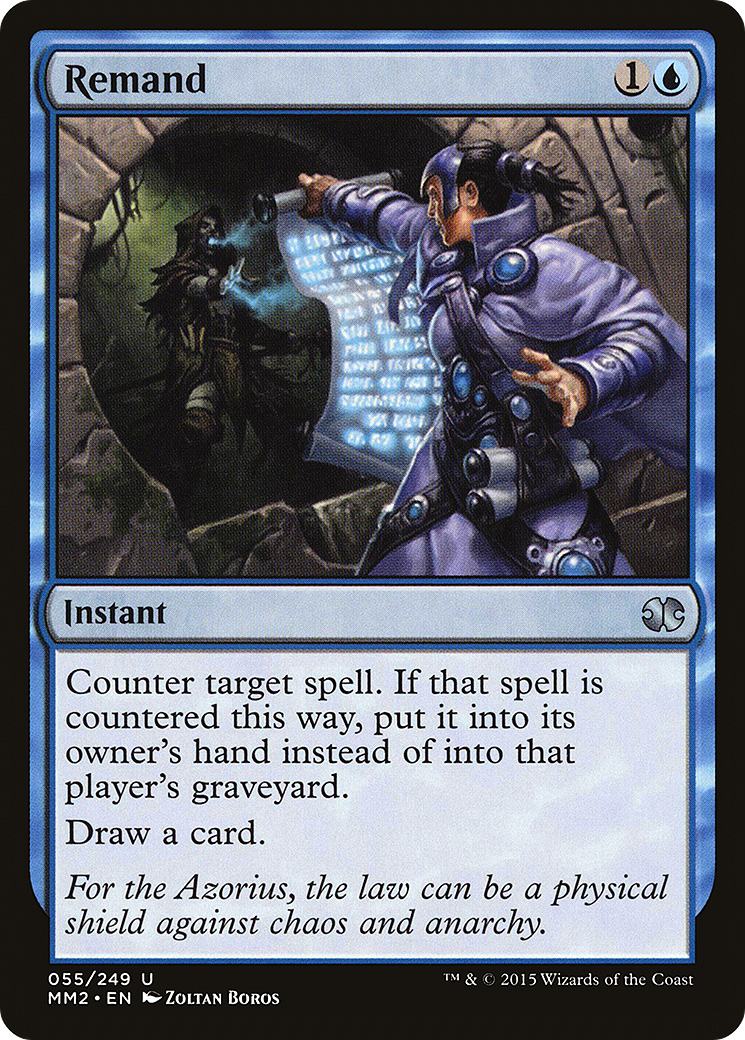 Remand
1
Instant
Counter target spell. If that spell is
countered this way, put it into its
owner's hand instead of into that
player's graveyard.
Draw a card.
For the Azorius, the law can be a physical
shield against chaos and anarchy.
055/249 U
™ & © 2015 Wizards of the Coast
MM2 • EN Zoltan Boros